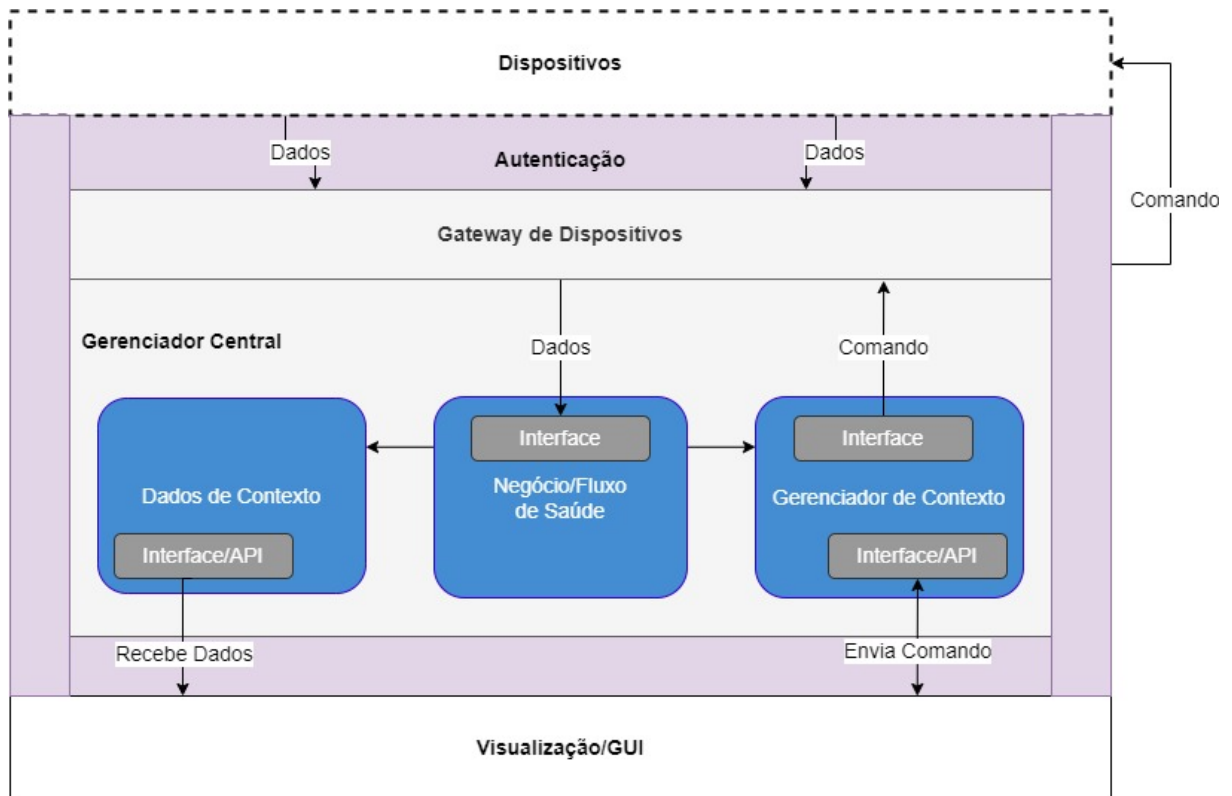 Dispositivos
Dados
Autenticação
Dados
Comando
Gateway de Dispositivos
Gerenciador Central
Dados
Comando
Interface
Interface
Dados de Contexto
Negócio/Fluxo
de Saúde
Gerenciador de Contexto
Interface/API
Interface/API
Recebe Dados
Envia Comando
Visualização/GUI